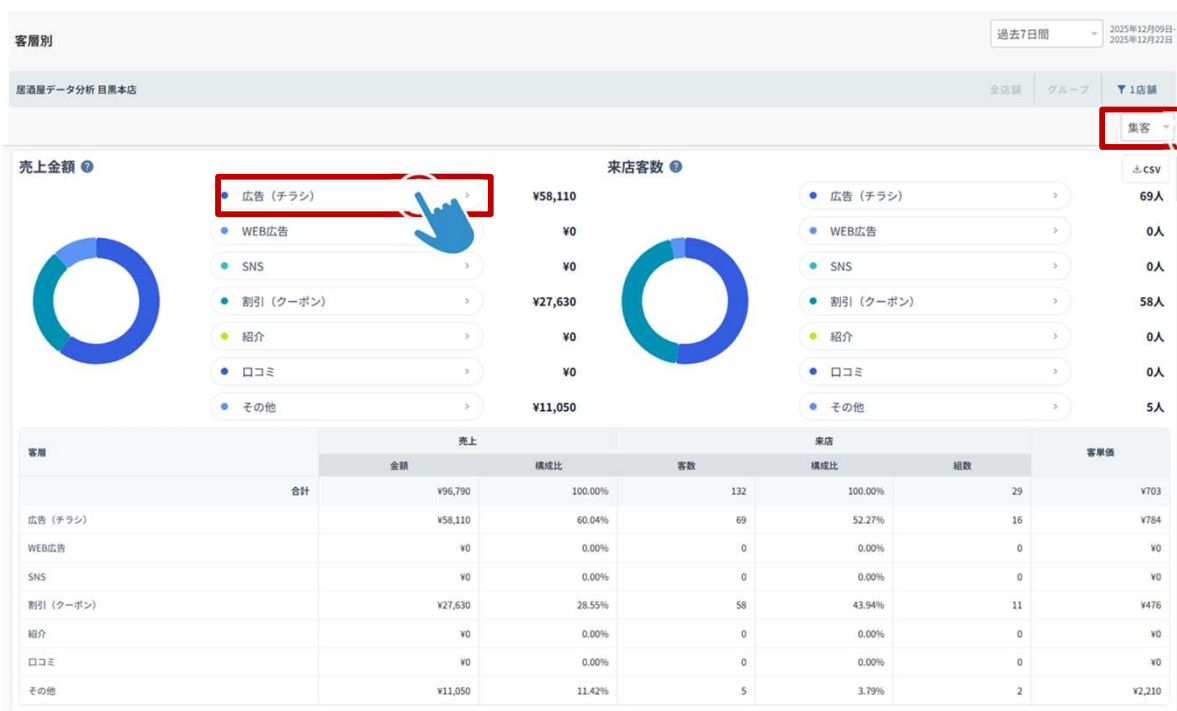 客層別
過去7日間
2025年12月09日-
2025年12月22日
居酒屋データ分析 目黒本店
全店舗 グループ 1店舗
集客
売上金額 ?
来店客数 ?
csv
広告（チラシ） ¥58,110
WEB広告 ¥0
SNS ¥0
割引（クーポン） ¥27,630
紹介 ¥0
口コミ ¥0
その他 ¥11,050
広告（チラシ） 69人
WEB広告 0人
SNS 0人
割引（クーポン） 58人
紹介 0人
口コミ 0人
その他 5人
客層 売上 来店 客単価
金額 構成比 客数 構成比 組数
合計 ¥96,790 100.00% 132 100.00% 29 ¥703
広告（チラシ） ¥58,110 60.04% 69 52.27% 16 ¥784
WEB広告 ¥0 0.00% 0 0.00% 0 ¥0
SNS ¥0 0.00% 0 0.00% 0 ¥0
割引（クーポン） ¥27,630 28.55% 58 43.94% 11 ¥476
紹介 ¥0 0.00% 0 0.00% 0 ¥0
口コミ ¥0 0.00% 0 0.00% 0 ¥0
その他 ¥11,050 11.42% 5 3.79% 2 ¥2,210